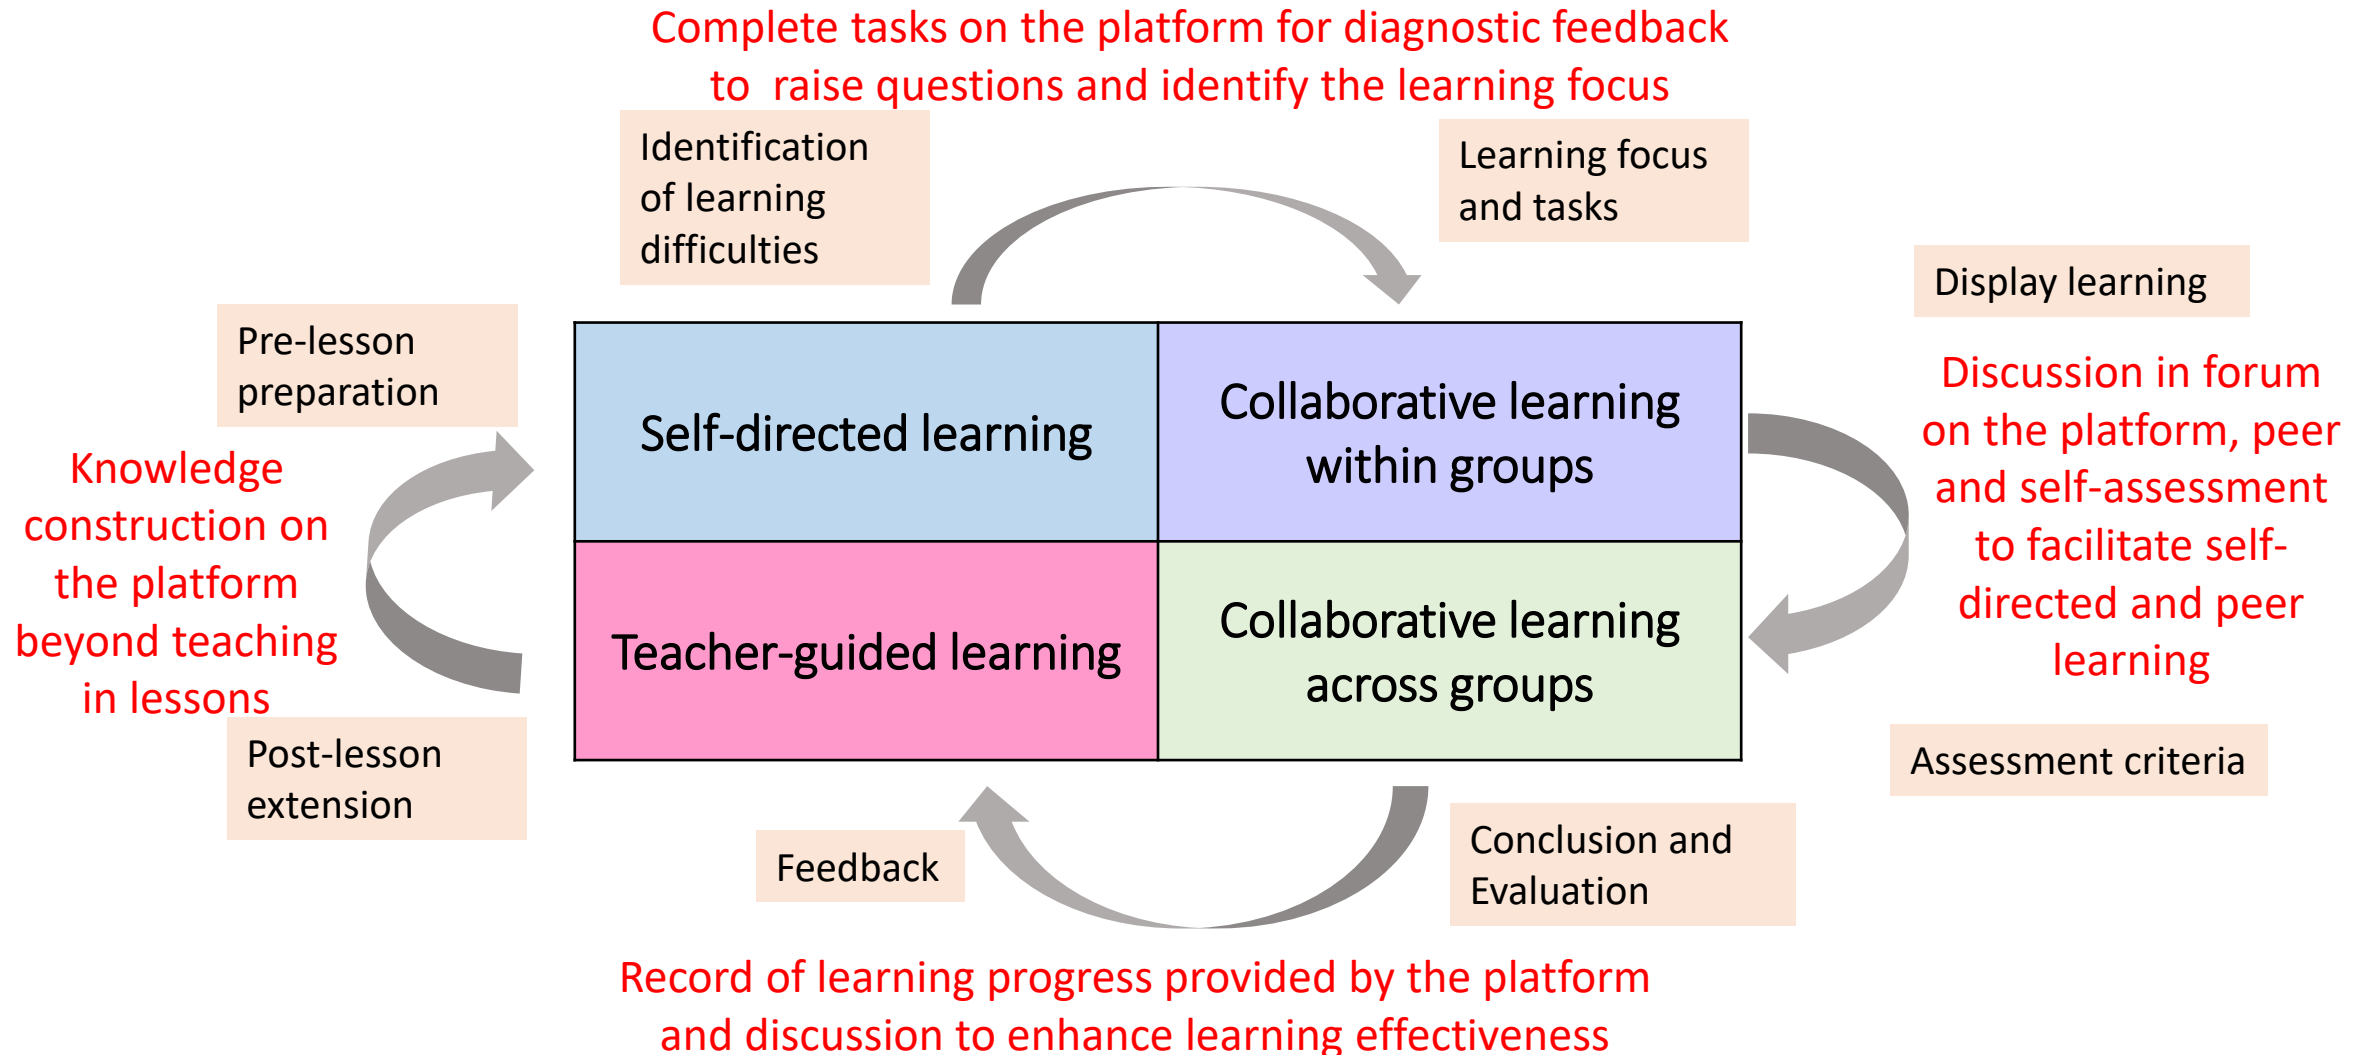 Complete tasks on the platform for diagnostic feedback
to  raise questions and identify the learning focus
Identification
of learning
difficulties
Learning focus
and tasks
Display learning
Pre-lesson
preparation
Self-directed learning
Collaborative learning
within groups
Discussion in forum
on the platform, peer
and self-assessment
to facilitate self-
directed and peer
learning
Knowledge
construction on
the platform
beyond teaching
in lessons
Teacher-guided learning
Collaborative learning
across groups
Post-lesson
extension
Assessment criteria
Feedback
Conclusion and
Evaluation
Record of learning progress provided by the platform
and discussion to enhance learning effectiveness